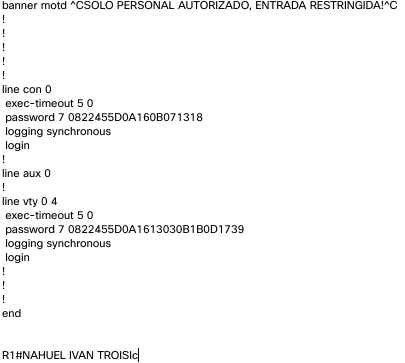 banner motd ^CSOLO PERSONAL AUTORIZADO, ENTRADA RESTRINGIDA!^C
!
!
!
!
!
line con 0
exec-timeout 5 0
password 7 0822455D0A160B071318
logging synchronous
login
!
line aux 0
!
line vty 0 4
exec-timeout 5 0
password 7 0822455D0A1613030B1B0D1739
logging synchronous
login
!
!
!
end
R1#NAHUEL IVAN TROISIc